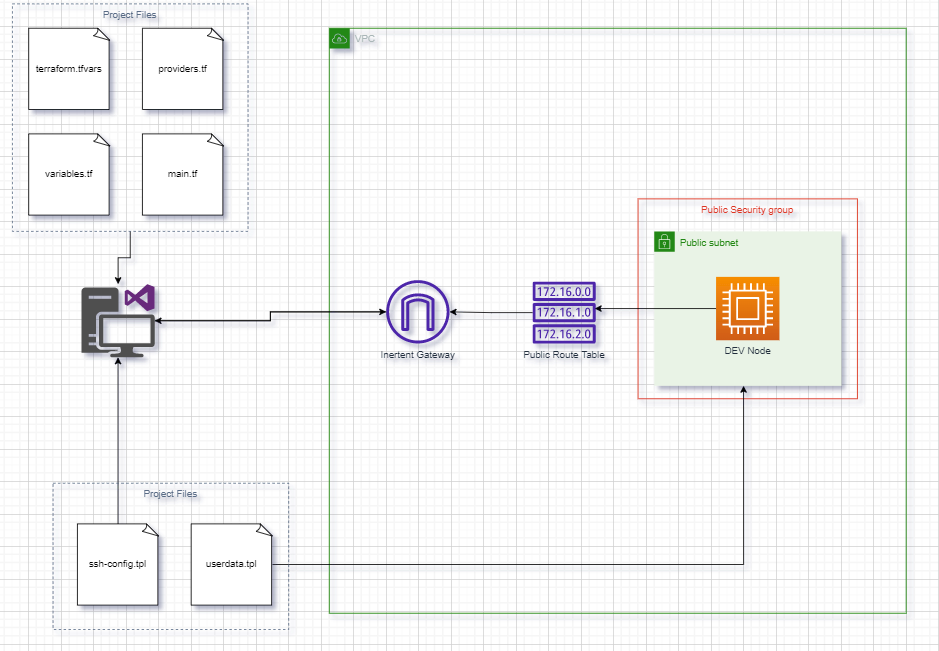 Project Files
terraform.tfvars
providers.tf
variables.tf
main.tf
VPC
Public Security group
Public subnet
DEV Node
172.16.0.0
172.16.1.0
172.16.2.0
Public Route Table
Inertent Gateway
Project Files
ssh-config.tpl
userdata.tpl